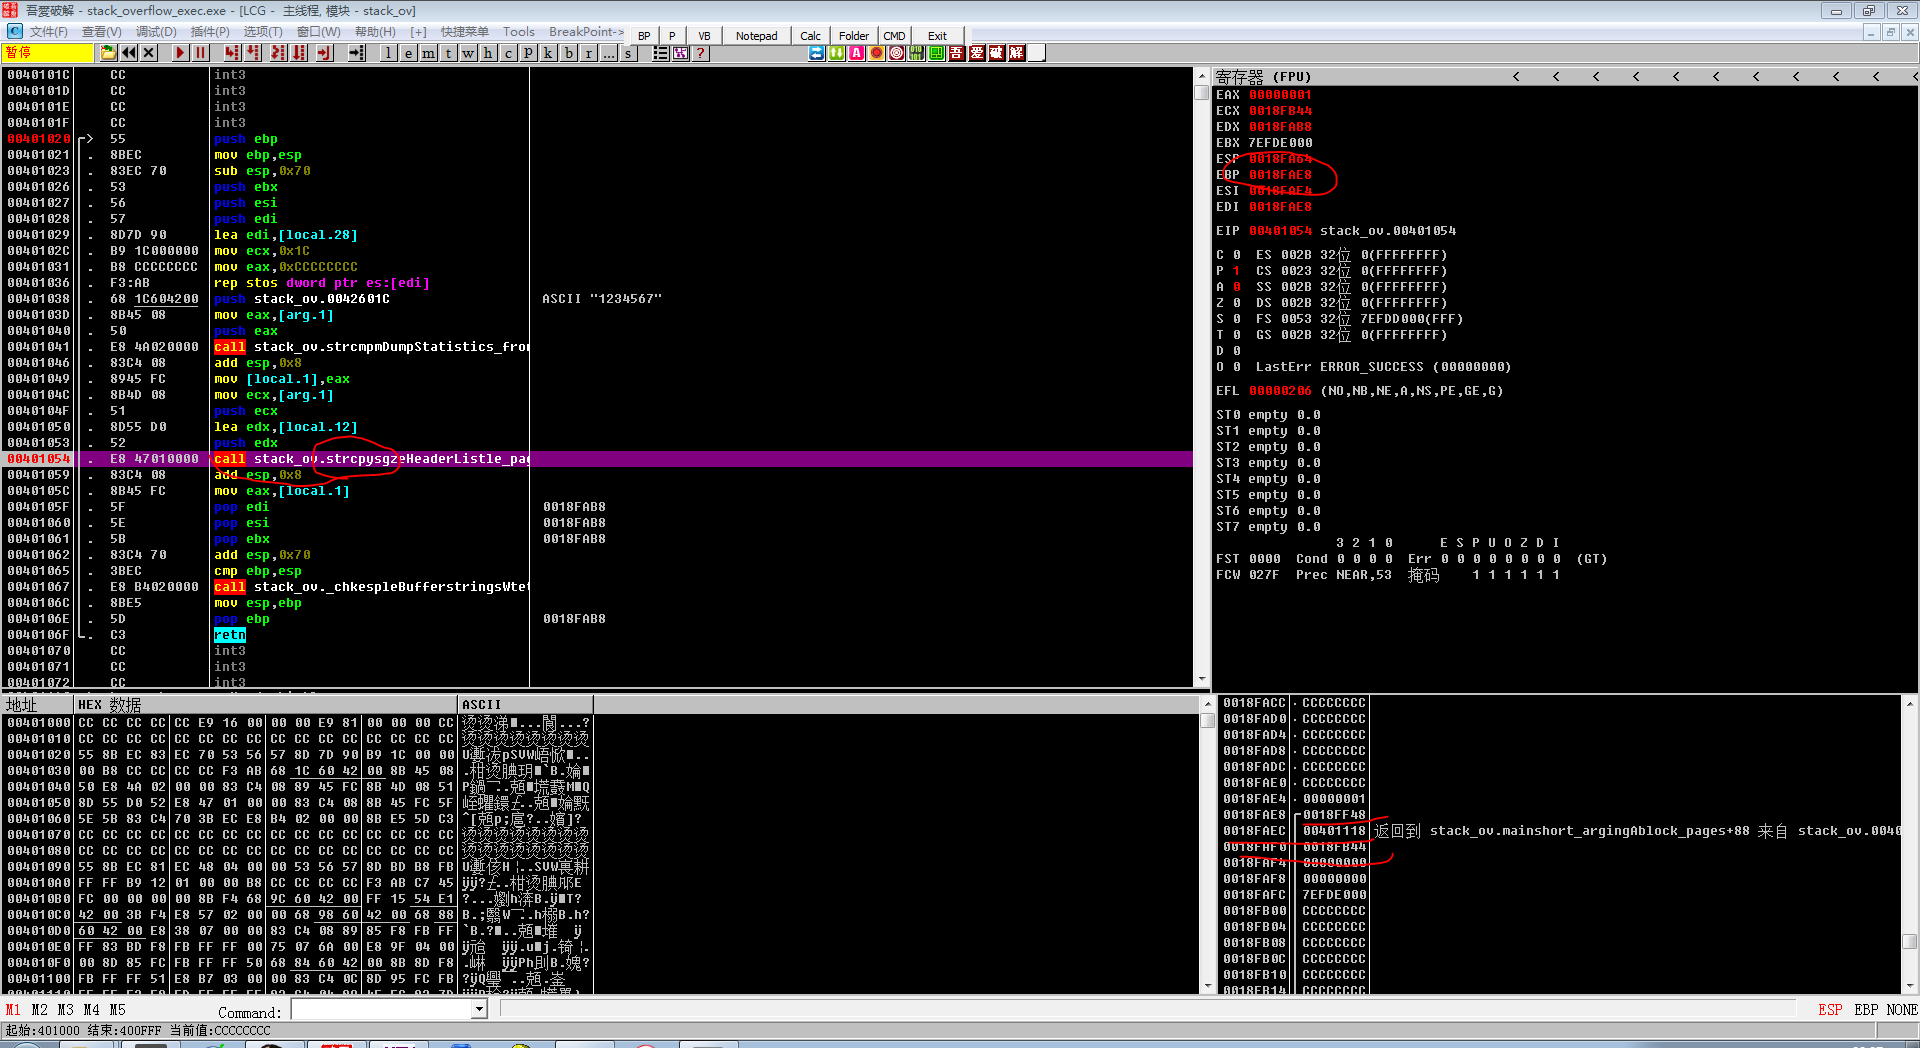 吾爱破解 - stack_overflow_exec.exe - [LCG - 主线程, 模块 - stack_ov]
文件(F) 查看(V) 调试(D) 插件(P) 选项(T) 窗口(W) 帮助(H) [+] 快捷菜单 Tools BreakPoint-> BP P VB Notepad Calc Folder CMD Exit
暂停 l e m t w h c p k b r ... s ? 吾 爱 破 解
0040101C CC int3
0040101D CC int3
0040101E CC int3
0040101F CC int3
00401020 > 55 push ebp
00401021 . 8BEC mov ebp,esp
00401023 . 83EC 70 sub esp,0x70
00401026 . 53 push ebx
00401027 . 56 push esi
00401028 . 57 push edi
00401029 . 8D7D 90 lea edi,[local.28]
0040102C . B9 1C000000 mov ecx,0x1C
00401031 . B8 CCCCCCCC mov eax,0xCCCCCCCC
00401036 . F3:AB rep stos dword ptr es:[edi]
00401038 . 68 1C604200 push stack_ov.0042601C ASCII "1234567"
0040103D . 8B45 08 mov eax,[arg.1]
00401040 . 50 push eax
00401041 . E8 4A020000 call stack_ov.strcmpmDumpStatistics_fro
00401046 . 83C4 08 add esp,0x8
00401049 . 8945 FC mov [local.1],eax
0040104C . 8B4D 08 mov ecx,[arg.1]
0040104F . 51 push ecx
00401050 . 8D55 D0 lea edx,[local.12]
00401053 . 52 push edx
00401054 . E8 47010000 call stack_ov.strcpysgzeHeaderListle_pa
00401059 . 83C4 08 add esp,0x8
0040105C . 8B45 FC mov eax,[local.1]
0040105F . 5F pop edi 0018FAB8
00401060 . 5E pop esi 0018FAB8
00401061 . 5B pop ebx 0018FAB8
00401062 . 83C4 70 add esp,0x70
00401065 . 3BEC cmp ebp,esp
00401067 . E8 B4020000 call stack_ov._chkespleBufferstringsWte
0040106C . 8BE5 mov esp,ebp
0040106E . 5D pop ebp 0018FAB8
0040106F . C3 retn
00401070 CC int3
00401071 CC int3
00401072 CC int3
寄存器 (FPU) < < < < < < < < < < <
EAX 00000001
ECX 0018FB44
EDX 0018FAB8
EBX 7EFDE000
ESP 0018FA64
EBP 0018FAE8
ESI 0018FAE4
EDI 0018FAE8
EIP 00401054 stack_ov.00401054
C 0 ES 002B 32位 0(FFFFFFFF)
P 1 CS 0023 32位 0(FFFFFFFF)
A 0 SS 002B 32位 0(FFFFFFFF)
Z 0 DS 002B 32位 0(FFFFFFFF)
S 0 FS 0053 32位 7EFDD000(FFF)
T 0 GS 002B 32位 0(FFFFFFFF)
D 0
O 0 LastErr ERROR_SUCCESS (00000000)
EFL 00000206 (NO,NB,NE,A,NS,PE,GE,G)
ST0 empty 0.0
ST1 empty 0.0
ST2 empty 0.0
ST3 empty 0.0
ST4 empty 0.0
ST5 empty 0.0
ST6 empty 0.0
ST7 empty 0.0
3 2 1 0 E S P U O Z D I
FST 0000 Cond 0 0 0 0 Err 0 0 0 0 0 0 0 0 (GT)
FCW 027F Prec NEAR,53 掩码 1 1 1 1 1 1
地址 HEX 数据 ASCII
00401000 CC CC CC CC CC E9 16 00 00 00 E9 81 00 00 00 CC
00401010 CC CC CC CC CC CC CC CC CC CC CC CC CC CC CC CC 烫烫烫烫烫烫烫烫
00401020 55 8B EC 83 EC 70 53 56 57 8D 7D 90 B9 1C 00 00
00401030 00 B8 CC CC CC CC F3 AB 68 1C 60 42 00 8B 45 08
00401040 50 E8 4A 02 00 00 83 C4 08 89 45 FC 8B 4D 08 51
00401050 8D 55 D0 52 E8 47 01 00 00 83 C4 08 8B 45 FC 5F
00401060 5E 5B 83 C4 70 3B EC E8 B4 02 00 00 8B E5 5D C3
00401070 CC CC CC CC CC CC CC CC CC CC CC CC CC CC CC CC 烫烫烫烫烫烫烫烫
00401080 CC CC CC CC CC CC CC CC CC CC CC CC CC CC CC CC 烫烫烫烫烫烫烫烫
00401090 55 8B EC 81 EC 48 04 00 00 53 56 57 8D BD B8 FB
004010A0 FF FF B9 12 01 00 00 B8 CC CC CC CC F3 AB C7 45
004010B0 FC 00 00 00 00 8B F4 68 9C 60 42 00 FF 15 54 E1
004010C0 42 00 3B F4 E8 57 02 00 00 68 98 60 42 00 68 88
004010D0 60 42 00 E8 38 07 00 00 83 C4 08 89 85 F8 FB FF
004010E0 FF 83 BD F8 FB FF FF 00 75 07 6A 00 E8 9F 04 00
004010F0 00 8D 85 FC FB FF FF 50 68 84 60 42 00 8B 8D F8
00401100 FB FF FF 51 E8 B7 03 00 00 83 C4 0C 8D 95 FC FB
0018FACC CCCCCCCC
0018FAD0 CCCCCCCC
0018FAD4 CCCCCCCC
0018FAD8 CCCCCCCC
0018FADC CCCCCCCC
0018FAE0 CCCCCCCC
0018FAE4 00000001
0018FAE8 0018FF48
0018FAEC 00401118 返回到 stack_ov.mainshort_argingAblock_pages+88 来自 stack_ov.0040
0018FAF0 0018FB44
0018FAF4 00000000
0018FAF8 00000000
0018FAFC 7EFDE000
0018FB00 CCCCCCCC
0018FB04 CCCCCCCC
0018FB08 CCCCCCCC
0018FB0C CCCCCCCC
0018FB10 CCCCCCCC
0018FB14 CCCCCCCC
M1 M2 M3 M4 M5 Command: ESP EBP NONE
起始:401000 结束:400FFF 当前值:CCCCCCCC